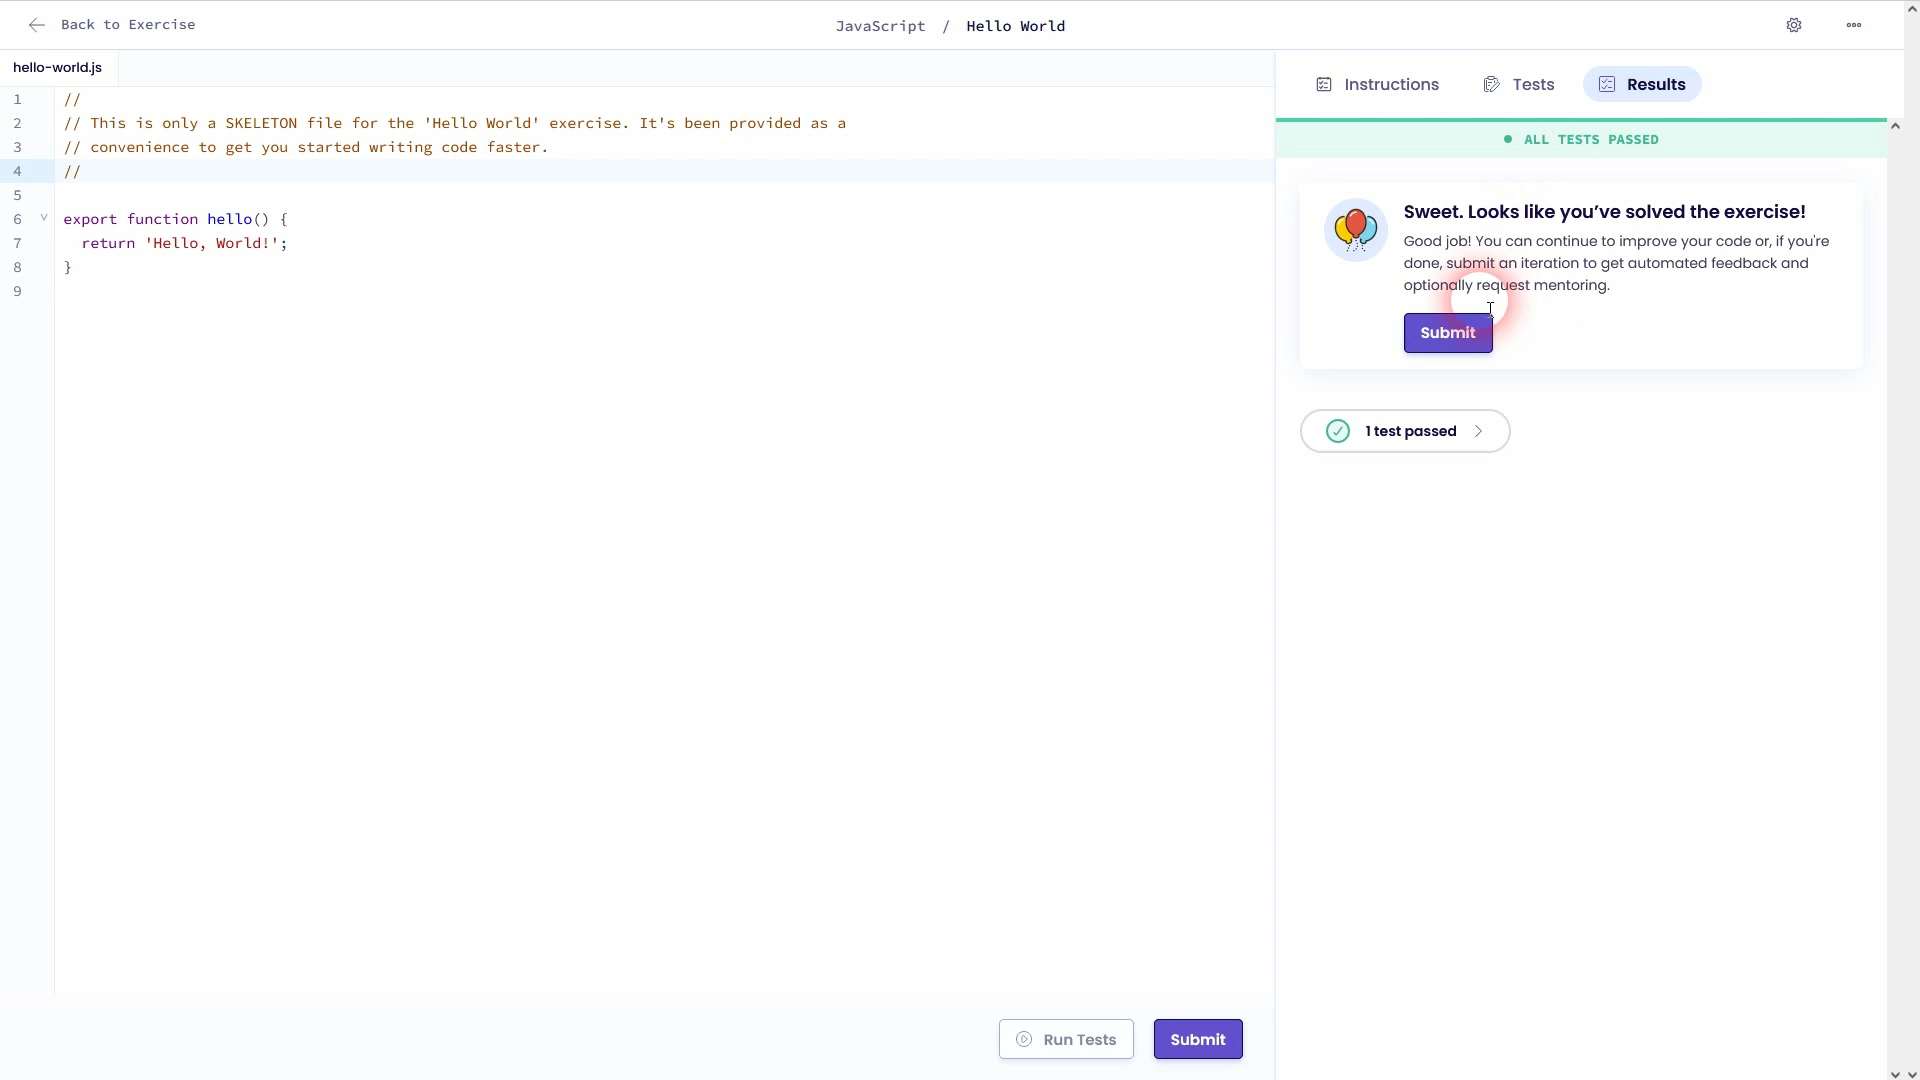 Back to Exercise
JavaScript / Hello World
hello-world.js
1 //
2 // This is only a SKELETON file for the 'Hello World' exercise. It's been provided as a
3 // convenience to get you started writing code faster.
4 //
5
6 export function hello() {
7 return 'Hello, World!';
8 }
9
Run Tests
Submit
Instructions
Tests
Results
ALL TESTS PASSED
Sweet. Looks like you’ve solved the exercise!
Good job! You can continue to improve your code or, if you're
done, submit an iteration to get automated feedback and
optionally request mentoring.
Submit
1 test passed